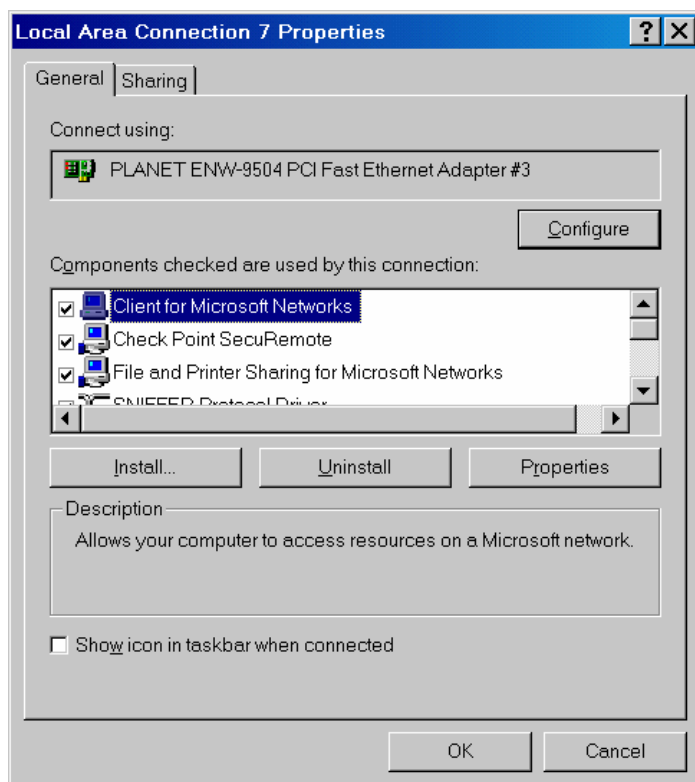 Local Area Connection 7 Properties
General
Sharing
Connect using:
PLANET ENW-9504 PCI Fast Ethernet Adapter #3
Configure
Components checked are used by this connection:
Client for Microsoft Networks
Check Point SecuRemote
File and Printer Sharing for Microsoft Networks
SNIFFER Protocol Driver
Install...
Uninstall
Properties
Description
Allows your computer to access resources on a Microsoft network.
Show icon in taskbar when connected
OK
Cancel